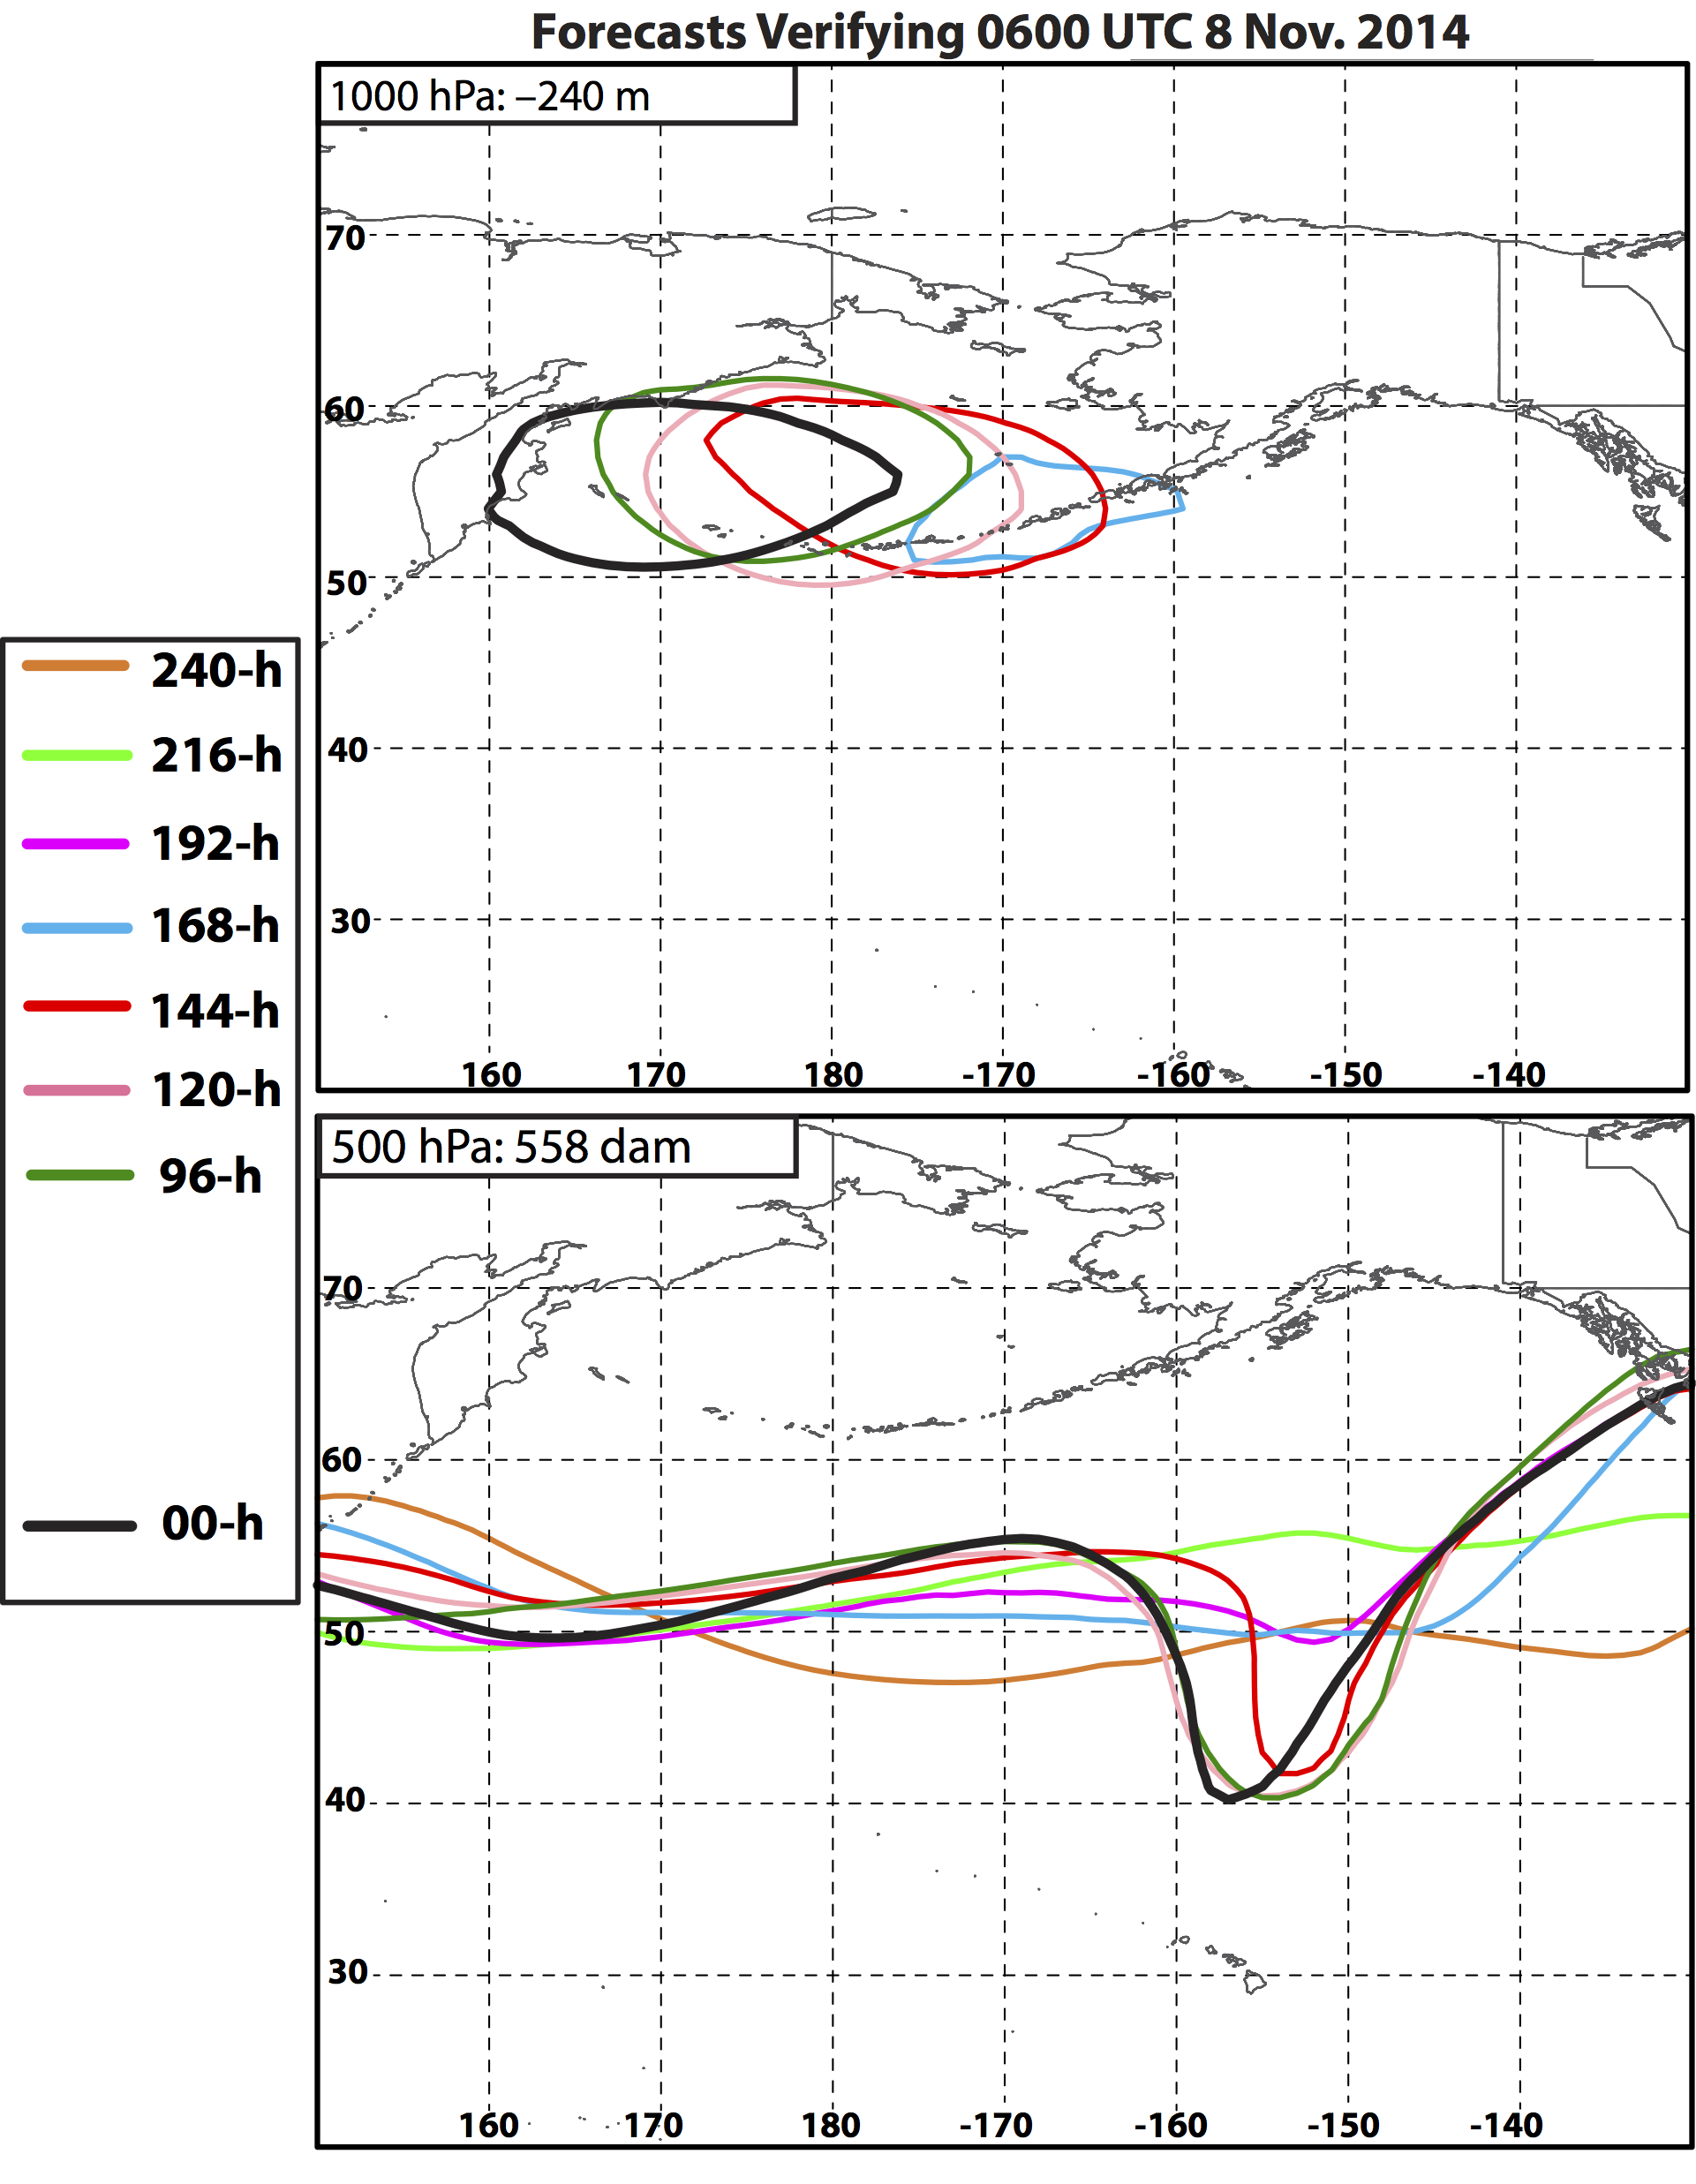 Forecasts Verifying 0600 UTC 8 Nov. 2014
1000 hPa: –240 m
70
60
50
40
30
160 170 180 -170 -160 -150 -140
240-h
216-h
192-h
168-h
144-h
120-h
96-h
00-h
500 hPa: 558 dam
70
60
50
40
30
160 170 180 -170 -160 -150 -140